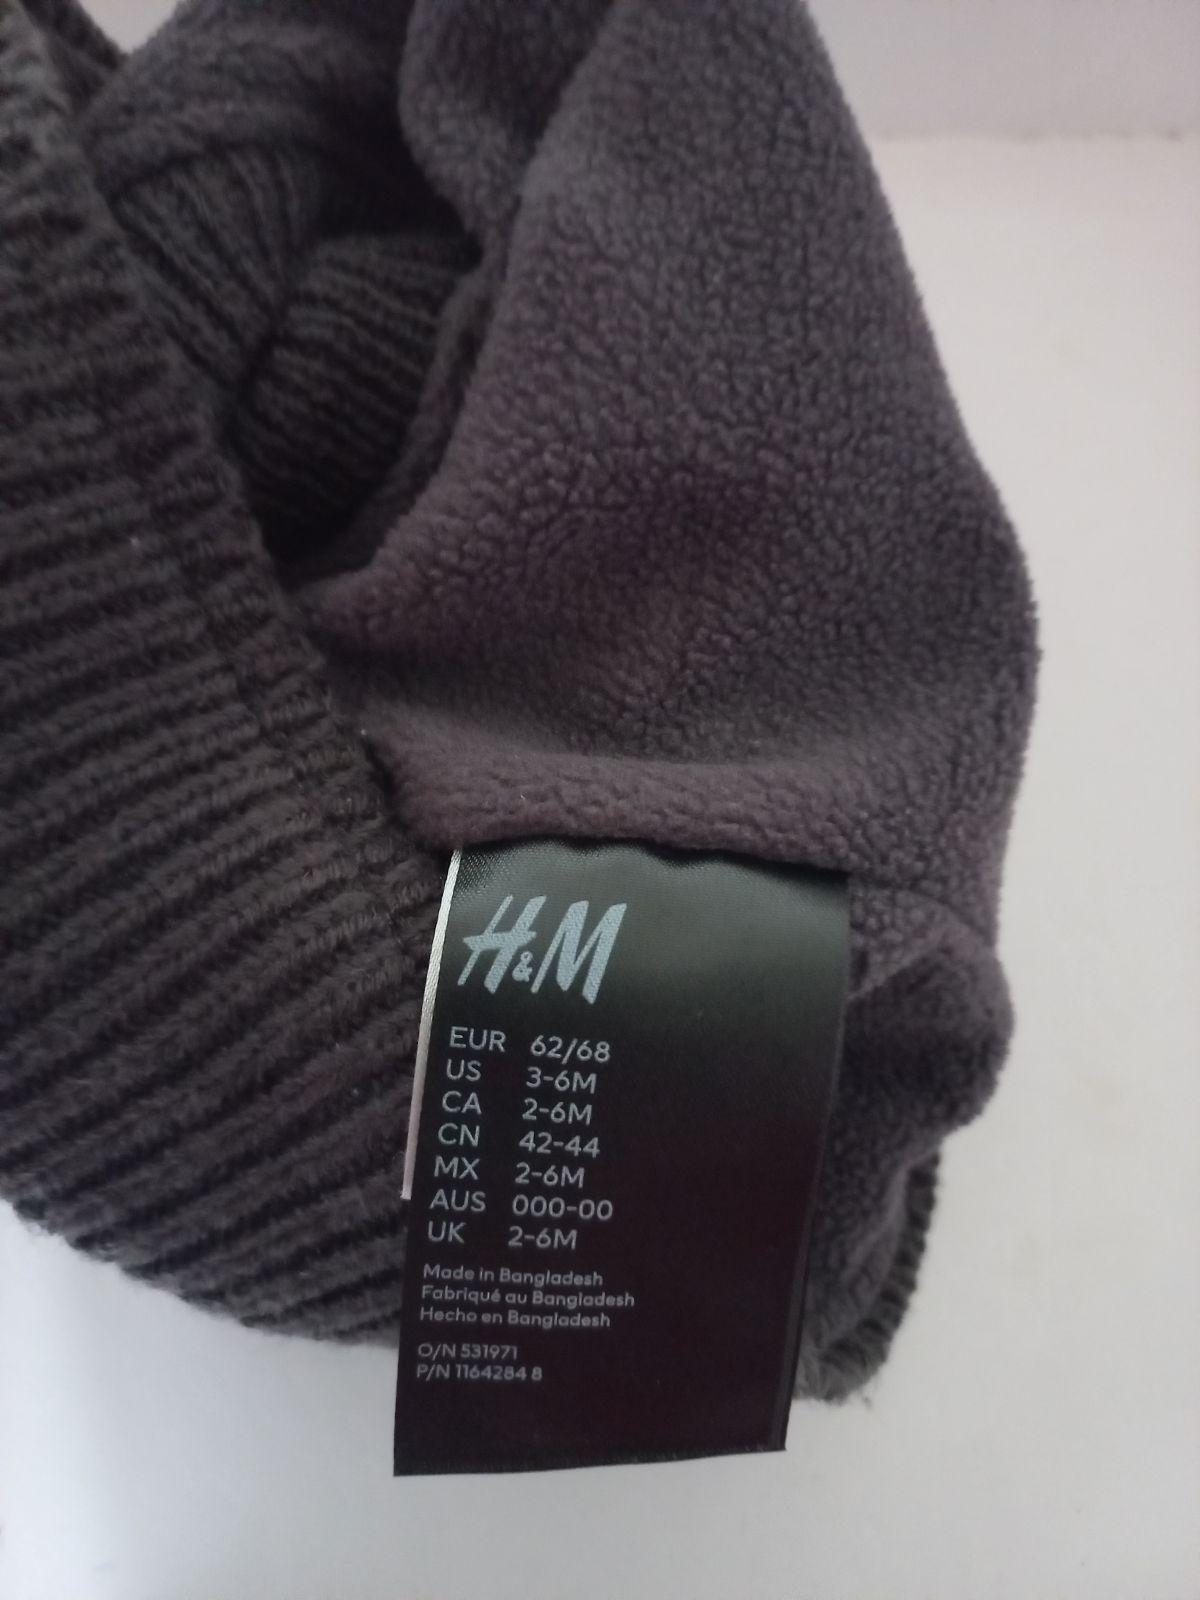 H&M
EUR 62/68
US 3-6M
CA 2-6M
CN 42-44
MX 2-6M
AUS 000-00
UK 2-6M
Made in Bangladesh
Fabriqué au Bangladesh
Hecho en Bangladesh
O/N 531971
P/N 1164284 8